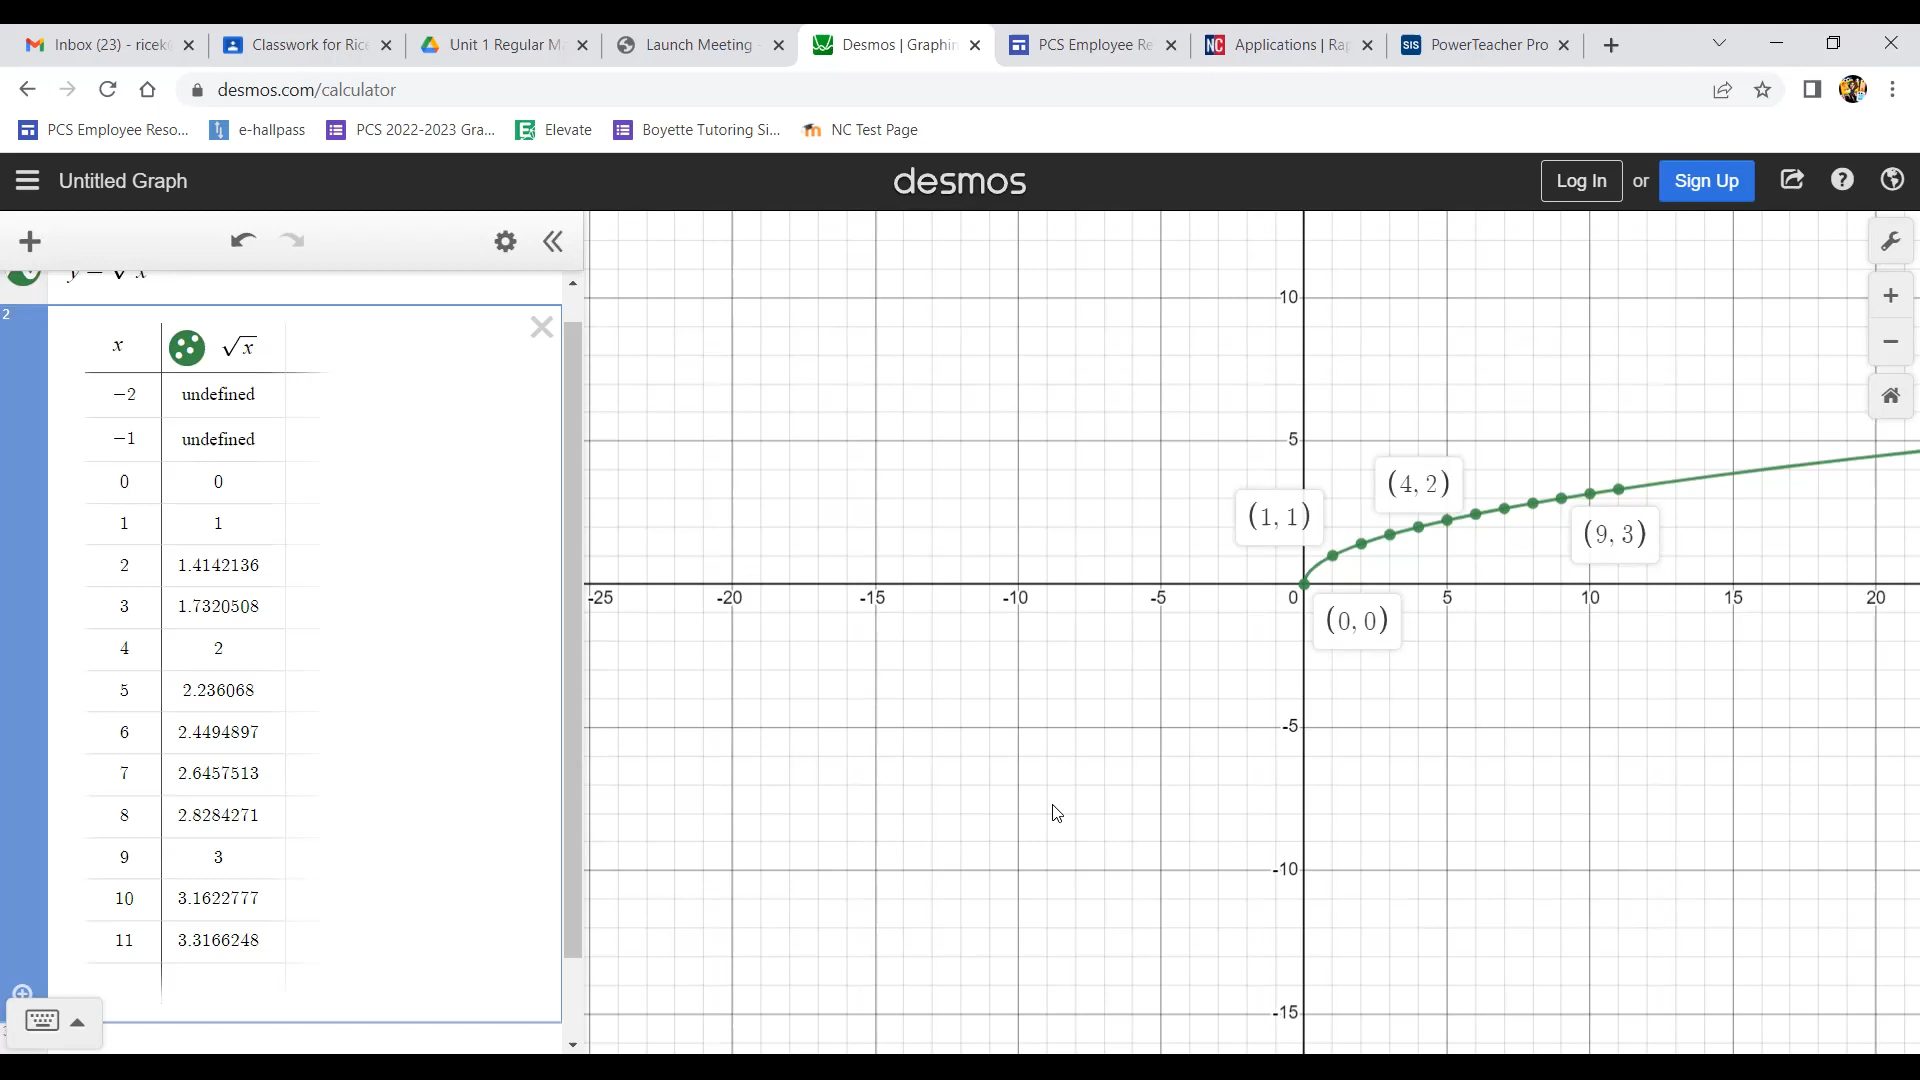 Inbox (23) - ricek
Classwork for Rice
Unit 1 Regular M
Launch Meeting -
Desmos | Graphin
PCS Employee Re
NC
Applications | Rap
SIS
PowerTeacher Pro
desmos.com/calculator
PCS Employee Reso...
e-hallpass
PCS 2022-2023 Gra...
Elevate
Boyette Tutoring Si...
NC Test Page
Untitled Graph
desmos
Log In or Sign Up
y = √x
2
x √x
−2 undefined
−1 undefined
0 0
1 1
2 1.4142136
3 1.7320508
4 2
5 2.236068
6 2.4494897
7 2.6457513
8 2.8284271
9 3
10 3.1622777
11 3.3166248
10
5
(4, 2)
(1, 1)
(9, 3)
-25 -20 -15 -10 -5 0 5 10 15 20
(0, 0)
-5
-10
-15